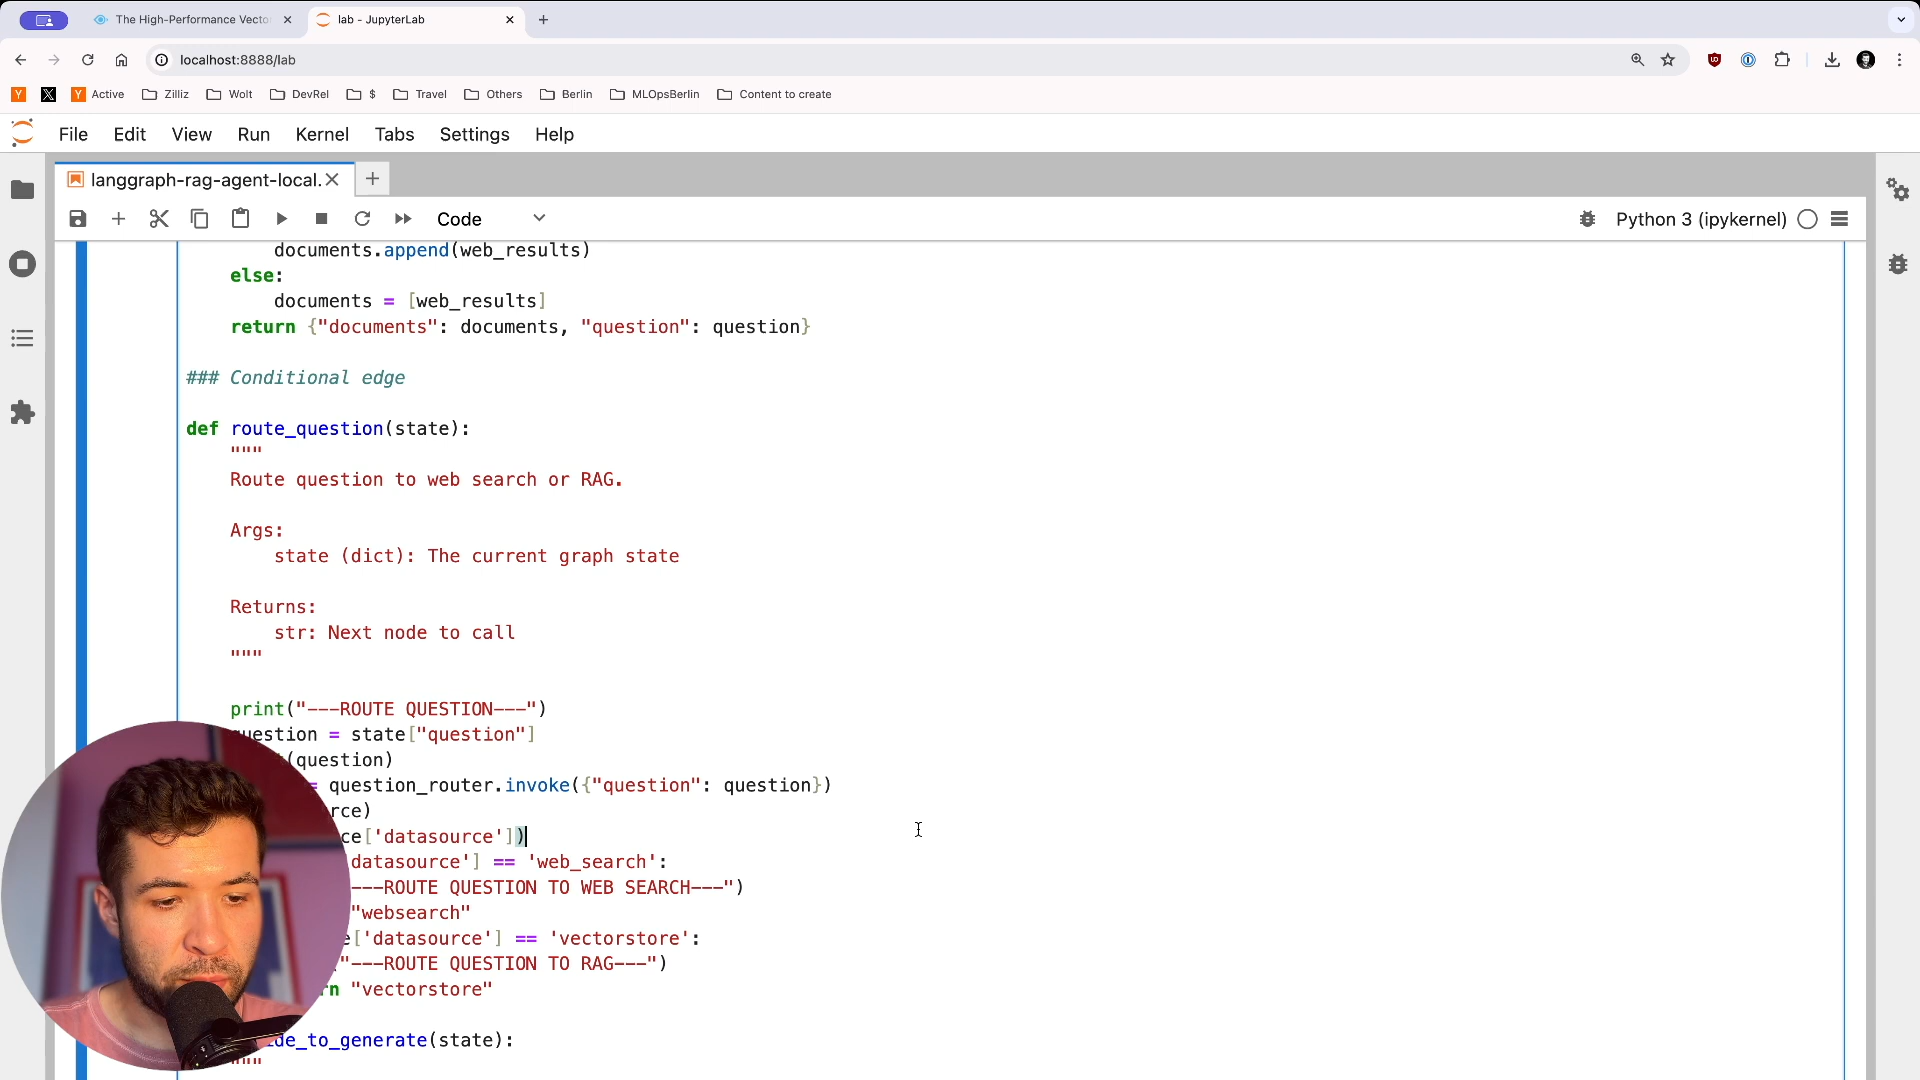 The High-Performance Vecto
lab - JupyterLab
localhost:8888/lab
Active
Zilliz
Wolt
DevRel
$
Travel
Others
Berlin
MLOpsBerlin
Content to create
File Edit View Run Kernel Tabs Settings Help
langgraph-rag-agent-local.
Code
Python 3 (ipykernel)
documents.append(web_results)
else:
documents = [web_results]
return {"documents": documents, "question": question}
### Conditional edge
def route_question(state):
"""
Route question to web search or RAG.
Args:
state (dict): The current graph state
Returns:
str: Next node to call
"""
print("---ROUTE QUESTION---")
question = state["question"]
(question)
= question_router.invoke({"question": question})
rce)
ce['datasource'])
datasource'] == 'web_search':
---ROUTE QUESTION TO WEB SEARCH---")
"websearch"
e['datasource'] == 'vectorstore':
"---ROUTE QUESTION TO RAG---")
rn "vectorstore"
ide_to_generate(state):
"""